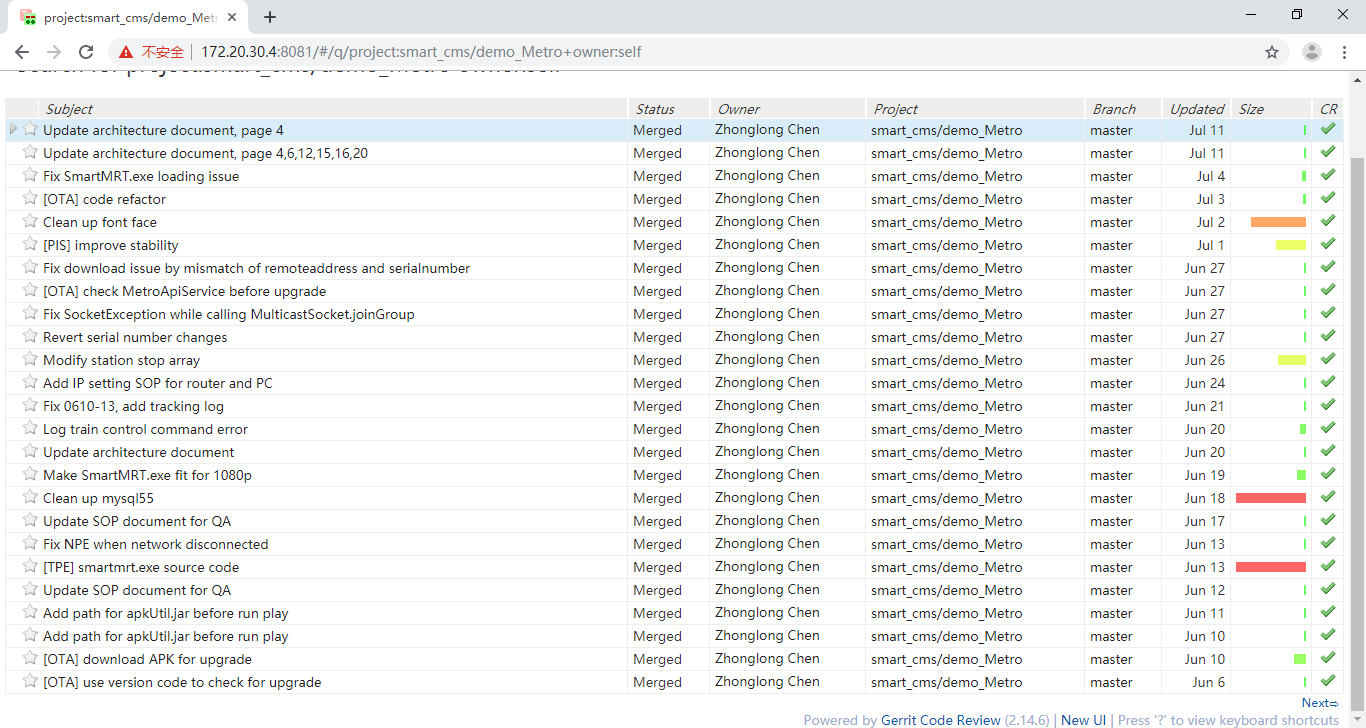 project:smart_cms/demo_Metr
不安全 172.20.30.4:8081/#/q/project:smart_cms/demo_Metro+owner:self
Search for project:smart_cms/demo_Metro owner:self
Subject Status Owner Project Branch Updated Size CR
Update architecture document, page 4 Merged Zhonglong Chen smart_cms/demo_Metro master Jul 11
Update architecture document, page 4,6,12,15,16,20 Merged Zhonglong Chen smart_cms/demo_Metro master Jul 11
Fix SmartMRT.exe loading issue Merged Zhonglong Chen smart_cms/demo_Metro master Jul 4
[OTA] code refactor Merged Zhonglong Chen smart_cms/demo_Metro master Jul 3
Clean up font face Merged Zhonglong Chen smart_cms/demo_Metro master Jul 2
[PIS] improve stability Merged Zhonglong Chen smart_cms/demo_Metro master Jul 1
Fix download issue by mismatch of remoteaddress and serialnumber Merged Zhonglong Chen smart_cms/demo_Metro master Jun 27
[OTA] check MetroApiService before upgrade Merged Zhonglong Chen smart_cms/demo_Metro master Jun 27
Fix SocketException while calling MulticastSocket.joinGroup Merged Zhonglong Chen smart_cms/demo_Metro master Jun 27
Revert serial number changes Merged Zhonglong Chen smart_cms/demo_Metro master Jun 27
Modify station stop array Merged Zhonglong Chen smart_cms/demo_Metro master Jun 26
Add IP setting SOP for router and PC Merged Zhonglong Chen smart_cms/demo_Metro master Jun 24
Fix 0610-13, add tracking log Merged Zhonglong Chen smart_cms/demo_Metro master Jun 21
Log train control command error Merged Zhonglong Chen smart_cms/demo_Metro master Jun 20
Update architecture document Merged Zhonglong Chen smart_cms/demo_Metro master Jun 20
Make SmartMRT.exe fit for 1080p Merged Zhonglong Chen smart_cms/demo_Metro master Jun 19
Clean up mysql55 Merged Zhonglong Chen smart_cms/demo_Metro master Jun 18
Update SOP document for QA Merged Zhonglong Chen smart_cms/demo_Metro master Jun 17
Fix NPE when network disconnected Merged Zhonglong Chen smart_cms/demo_Metro master Jun 13
[TPE] smartmrt.exe source code Merged Zhonglong Chen smart_cms/demo_Metro master Jun 13
Update SOP document for QA Merged Zhonglong Chen smart_cms/demo_Metro master Jun 12
Add path for apkUtil.jar before run play Merged Zhonglong Chen smart_cms/demo_Metro master Jun 11
Add path for apkUtil.jar before run play Merged Zhonglong Chen smart_cms/demo_Metro master Jun 10
[OTA] download APK for upgrade Merged Zhonglong Chen smart_cms/demo_Metro master Jun 10
[OTA] use version code to check for upgrade Merged Zhonglong Chen smart_cms/demo_Metro master Jun 6
Next⇨
Powered by Gerrit Code Review (2.14.6) | New UI | Press '?' to view keyboard shortcuts